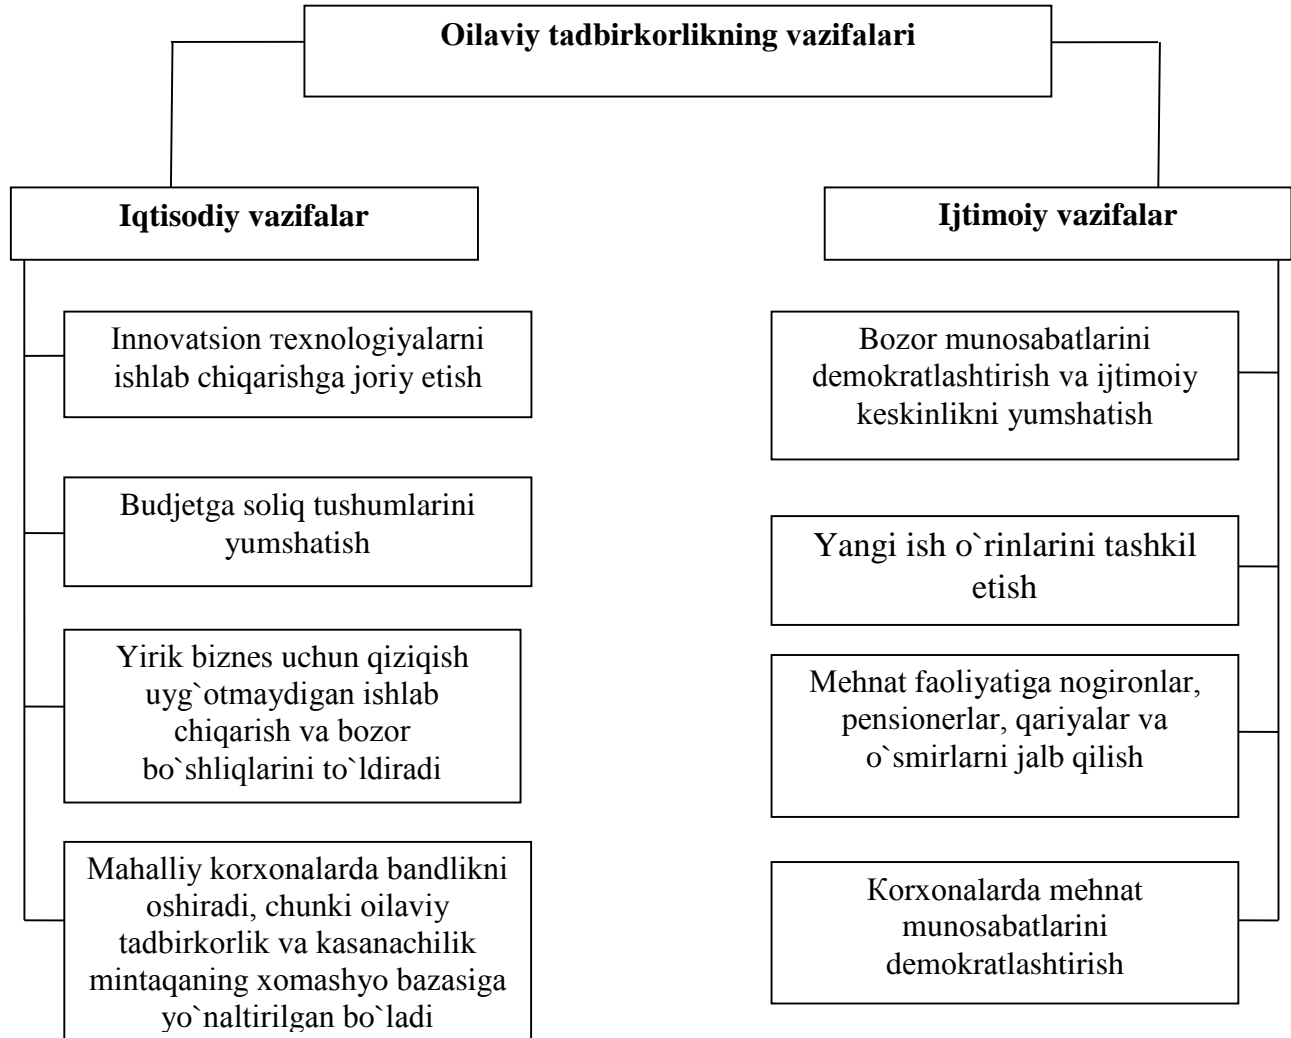 Oilaviy tadbirkorlikning vazifalari
Iqtisodiy vazifalar
Innovatsion тexnologiyalarni
ishlab chiqarishga joriy etish
Budjetga soliq tushumlarini
yumshatish
Yirik biznes uchun qiziqish
uyg`otmaydigan ishlab
chiqarish va bozor
bo`shliqlarini to`ldiradi
Mahalliy korxonalarda bandlikni
oshiradi, chunki oilaviy
tadbirkorlik va kasanachilik
mintaqaning xomashyo bazasiga
yo`naltirilgan bo`ladi
Ijtimoiy vazifalar
Bozor munosabatlarini
demokratlashtirish va ijtimoiy
keskinlikni yumshatish
Yangi ish o`rinlarini tashkil
etish
Mehnat faoliyatiga nogironlar,
pensionerlar, qariyalar va
o`smirlarni jalb qilish
Korxonalarda mehnat
munosabatlarini
demokratlashtirish